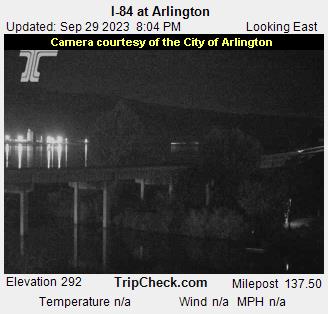 I-84 at Arlington
Updated: Sep 29 2023 8:04 PM Looking East
Camera courtesy of the City of Arlington
Elevation 292 TripCheck.com Milepost 137.50
Temperature n/a Wind n/a MPH n/a